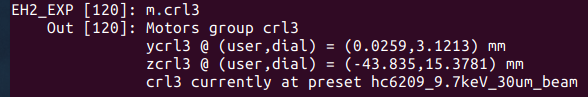 EH2_EXP [120]: m.crl3
Out [120]: Motors group crl3
ycrl3 @ (user,dial) = (0.0259,3.1213) mm
zcrl3 @ (user,dial) = (-43.835,15.3781) mm
crl3 currently at preset hc6209_9.7keV_30um_beam